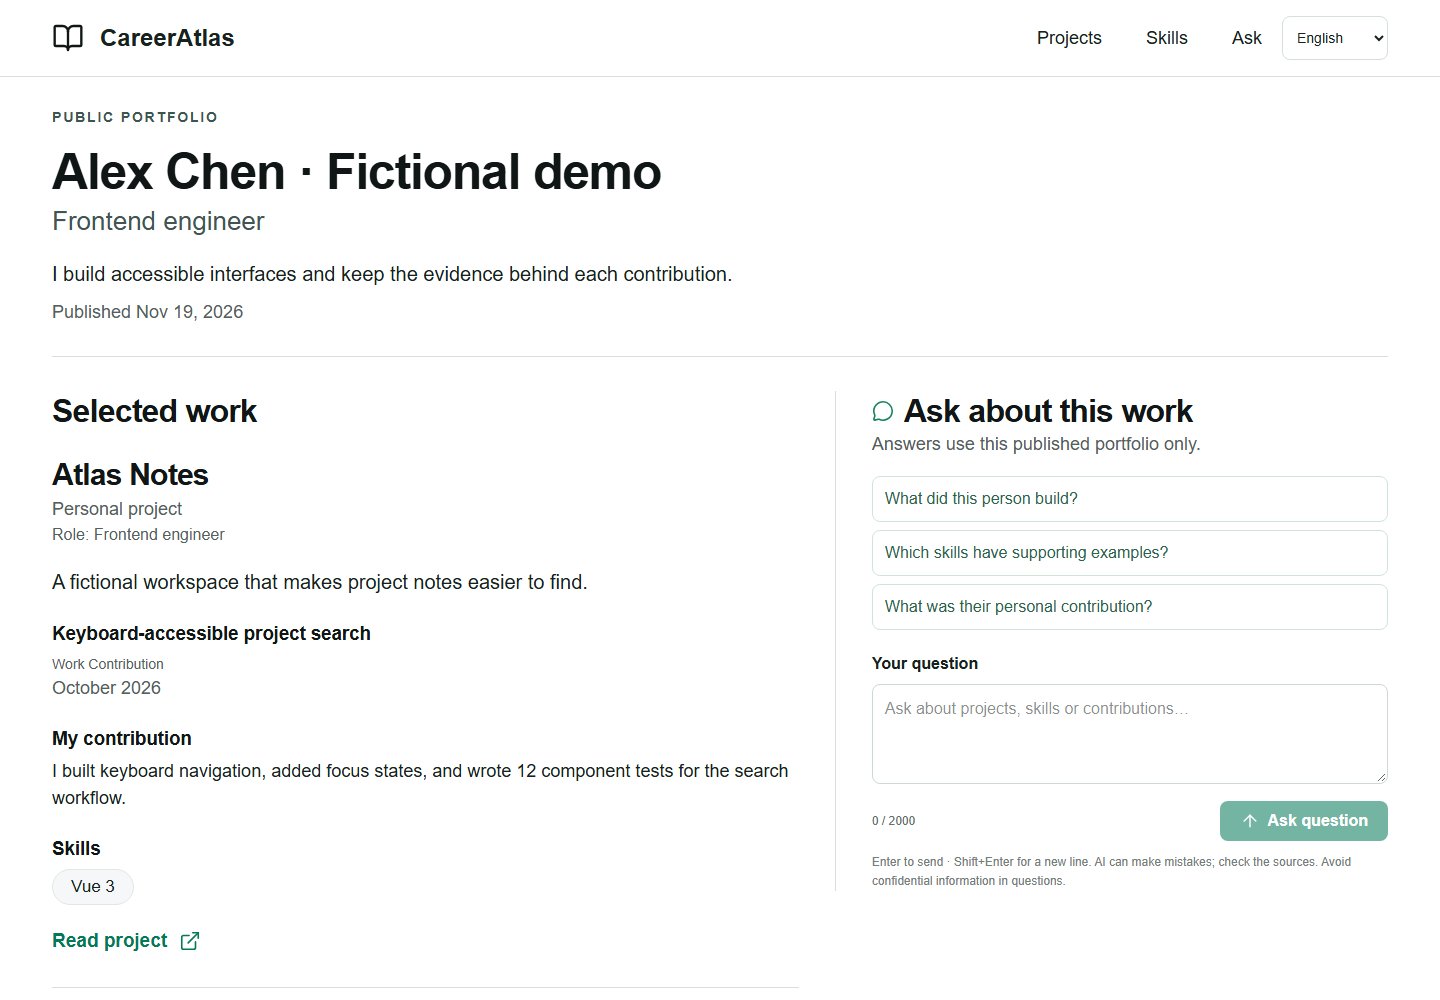 CareerAtlas
Projects
Skills
Ask
English
PUBLIC PORTFOLIO
Alex Chen · Fictional demo
Frontend engineer
I build accessible interfaces and keep the evidence behind each contribution.
Published Nov 19, 2026
Selected work
Atlas Notes
Personal project
Role: Frontend engineer
A fictional workspace that makes project notes easier to find.
Keyboard-accessible project search
Work Contribution
October 2026
My contribution
I built keyboard navigation, added focus states, and wrote 12 component tests for the search
workflow.
Skills
Vue 3
Read project
Ask about this work
Answers use this published portfolio only.
What did this person build?
Which skills have supporting examples?
What was their personal contribution?
Your question
Ask about projects, skills or contributions…
0 / 2000
Ask question
Enter to send · Shift+Enter for a new line. AI can make mistakes; check the sources. Avoid
confidential information in questions.